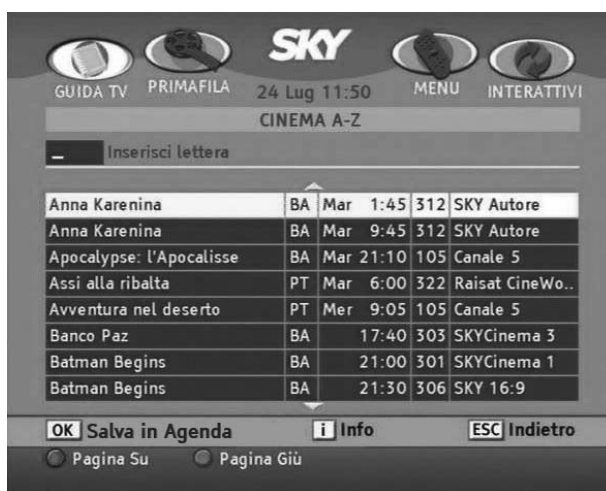 SKY
GUIDA TV PRIMAFILA 24 Lug 11:50 MENU INTERATTIVI
CINEMA A-Z
_ Inserisci lettera
Anna Karenina BA Mar 1:45 312 SKY Autore
Anna Karenina BA Mar 9:45 312 SKY Autore
Apocalypse: l'Apocalisse BA Mar 21:10 105 Canale 5
Assi alla ribalta PT Mar 6:00 322 Raisat CineWo..
Avventura nel deserto PT Mer 9:05 105 Canale 5
Banco Paz BA 17:40 303 SKYCinema 3
Batman Begins BA 21:00 301 SKYCinema 1
Batman Begins BA 21:30 306 SKY 16:9
OK Salva in Agenda i Info ESC Indietro
Pagina Su Pagina Giù